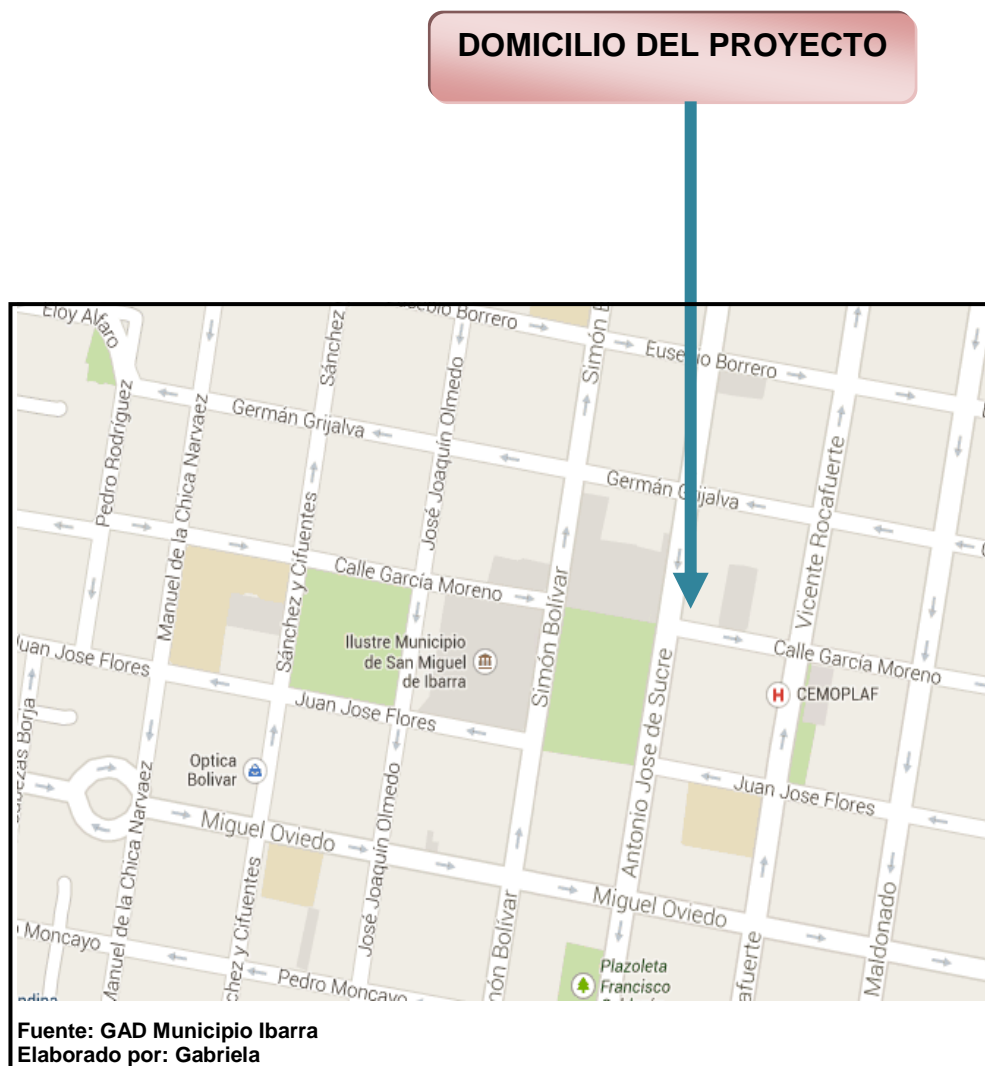 DOMICILIO DEL PROYECTO
Eloy Alfaro
Borrero
Simón
Eusebio Borrero
Sánchez
Pedro Rodríguez
Manuel de la Chica Narvaez
Germán Grijalva
José Joaquín Olmedo
Germán Grijalva
Vicente Rocafuerte
Sánchez y Cifuentes
Calle García Moreno
Ilustre Municipio
de San Miguel
de Ibarra
Simón Bolívar
Antonio Jose de Sucre
Calle García Moreno
H CEMOPLAF
Juan Jose Flores
Juan Jose Flores
Optica
Bolivar
Juan Jose Flores
Borja
Manuel de la Chica Narvaez
Miguel Oviedo
José Joaquín Olmedo
Sánchez y Cifuentes
Miguel Oviedo
Maldonado
Simón Bolívar
Moncayo
Pedro Moncayo
Plazoleta
Francisco
Fuente: GAD Municipio Ibarra
Elaborado por: Gabriela